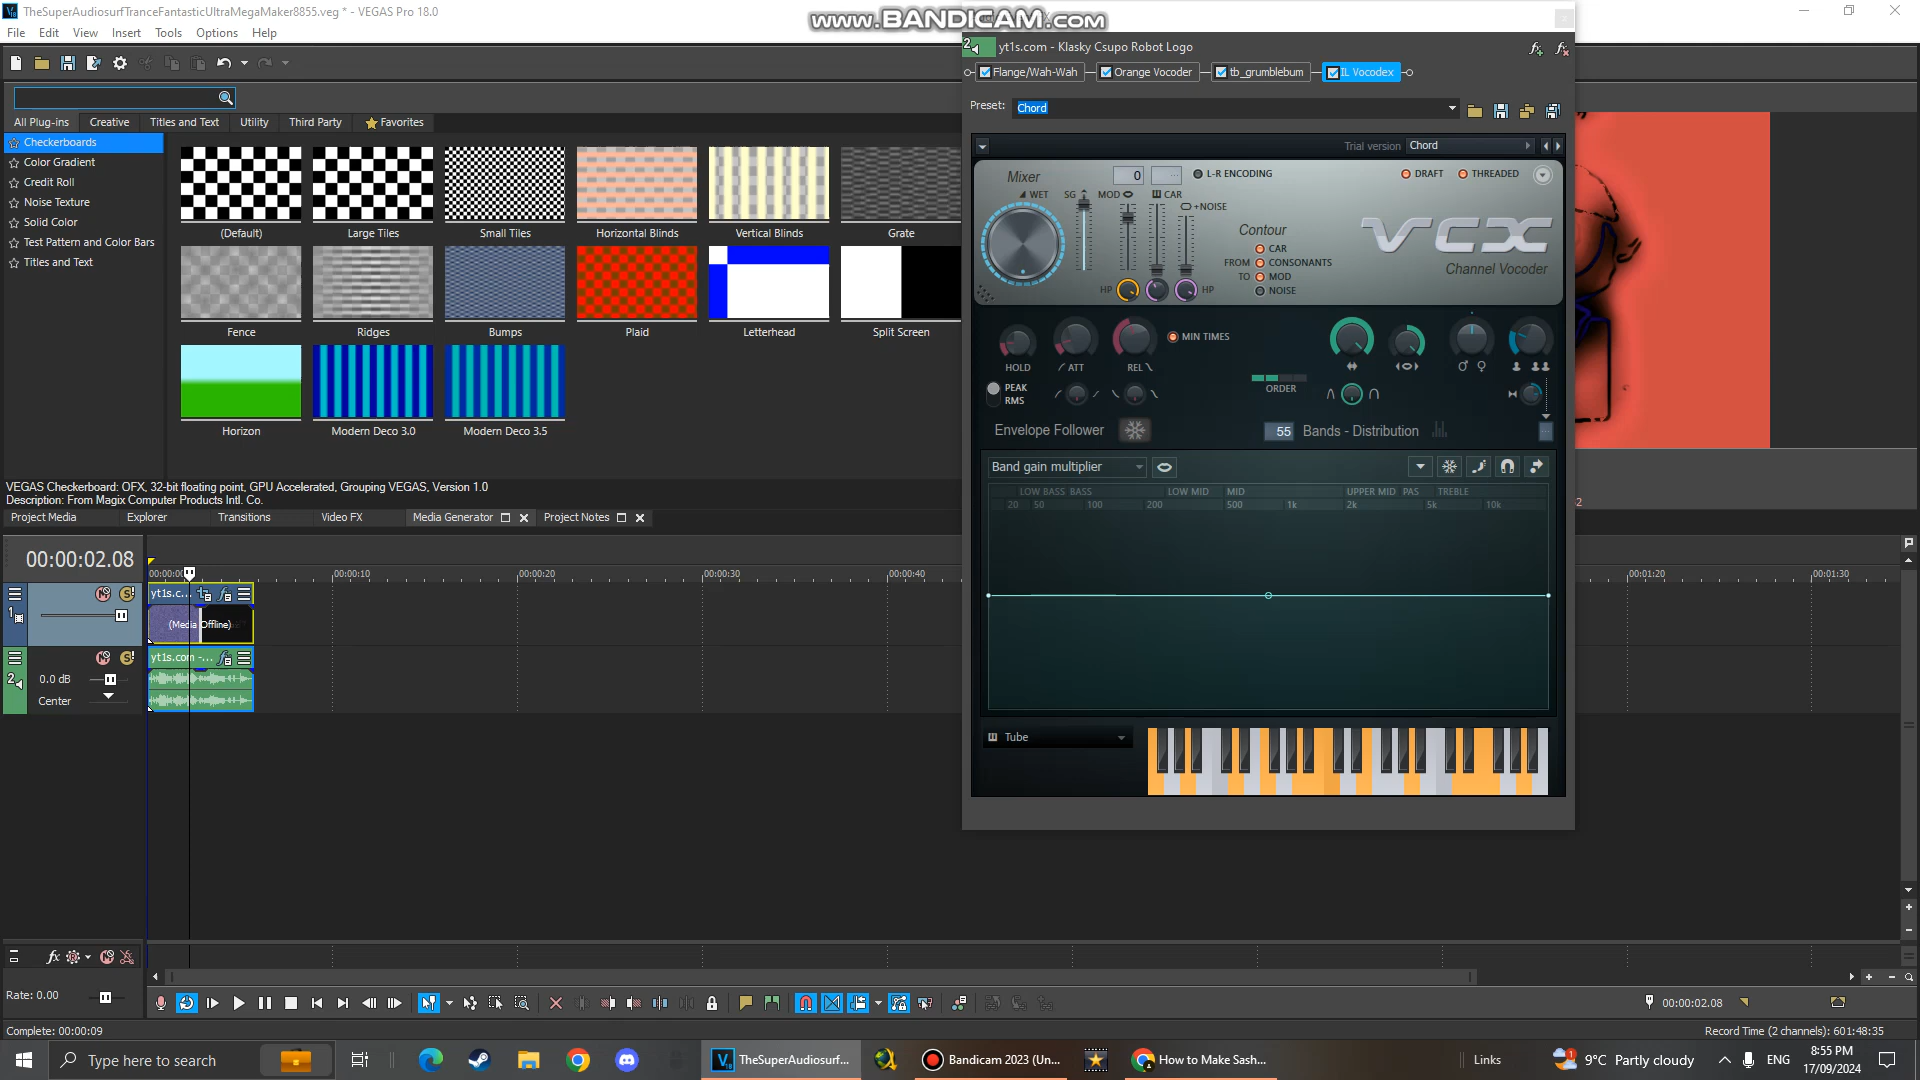 TheSuperAudiosurfTranceFantasticUltraMegaMaker8855.veg * - VEGAS Pro 18.0
www.BANDICAM.com
File Edit View Insert Tools Options Help
2 yt1s.com - Klasky Csupo Robot Logo
Flange/Wah-Wah Orange Vocoder tb_grumblebum IL Vocodex
Preset: Chord
All Plug-ins Creative Titles and Text Utility Third Party Favorites
Checkerboards
Color Gradient
Credit Roll
Noise Texture
Solid Color
Test Pattern and Color Bars
Titles and Text
(Default) Large Tiles Small Tiles Horizontal Blinds Vertical Blinds Grate
Fence Ridges Bumps Plaid Letterhead Split Screen
Horizon Modern Deco 3.0 Modern Deco 3.5
VEGAS Checkerboard: OFX, 32-bit floating point, GPU Accelerated, Grouping VEGAS, Version 1.0
Description: From Magix Computer Products Intl. Co.
Project Media Explorer Transitions Video FX Media Generator Project Notes
Trial version Chord
Mixer 0 L-R ENCODING DRAFT THREADED
WET SG MOD CAR
+NOISE
Contour
CAR
FROM CONSONANTS
TO MOD
NOISE
HP HP
VCX
Channel Vocoder
MIN TIMES
HOLD ATT REL
ORDER
PEAK
RMS
Envelope Follower 55 Bands - Distribution
Band gain multiplier
LOW BASS BASS LOW MID MID UPPER MID PAS TREBLE
20 50 100 200 500 1k 2k 5k 10k
Tube
00:00:02.08
00:00:10 00:00:20 00:00:30 00:00:40 00:01:20 00:01:30
1 yt1s.c...
(Media Offline)
2 yt1s.com -...
0.0 dB
Center
fx
Rate: 0.00
00:00:02.08
Complete: 00:00:09
Record Time (2 channels): 601:48:35
Type here to search
TheSuperAudiosurf...
Bandicam 2023 (Un...
How to Make Sash...
Links
1 9°C Partly cloudy
ENG
8:55 PM
17/09/2024